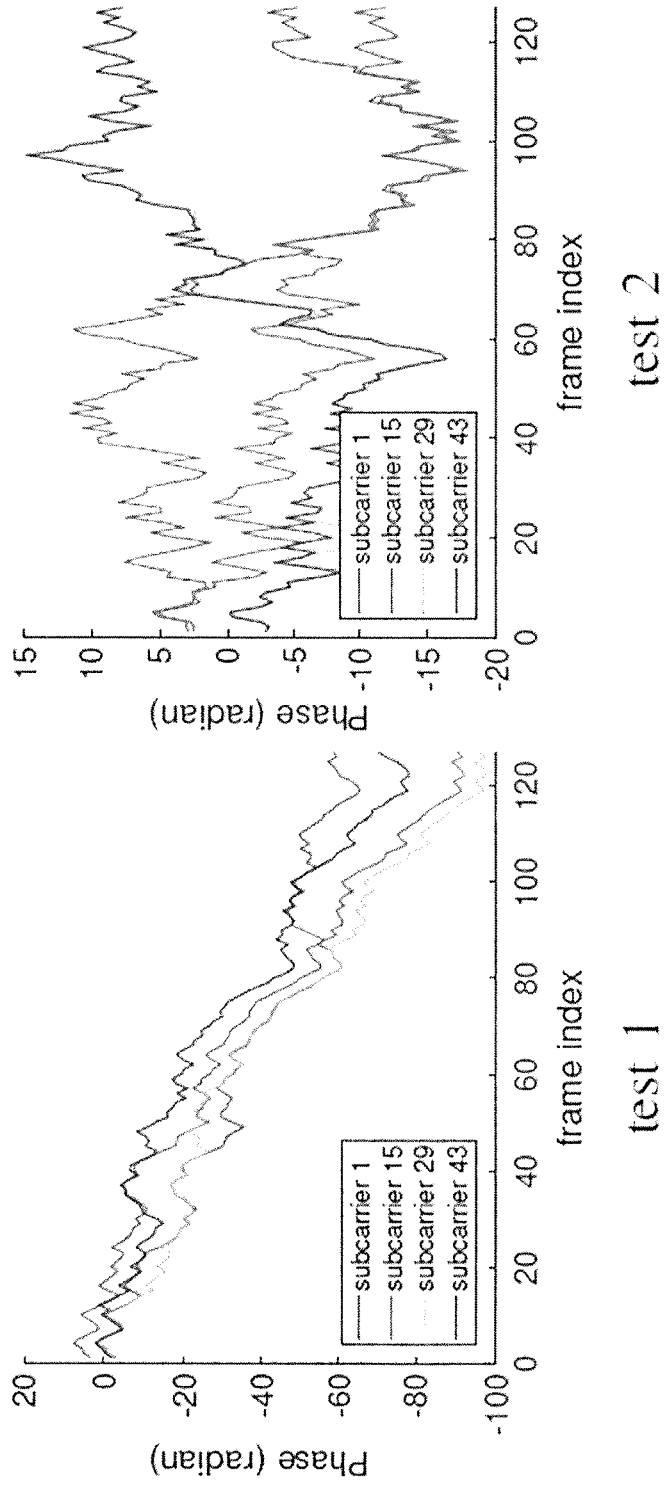 20
0
-20
-40
-60
-80
-100
Phase (radian)
0
20
40
60
80
100
120
frame index
subcarrier 1
subcarrier 15
subcarrier 29
subcarrier 43
test 1
15
10
5
0
-5
-10
-15
-20
Phase (radian)
0
20
40
60
80
100
120
frame index
subcarrier 1
subcarrier 15
subcarrier 29
subcarrier 43
test 2